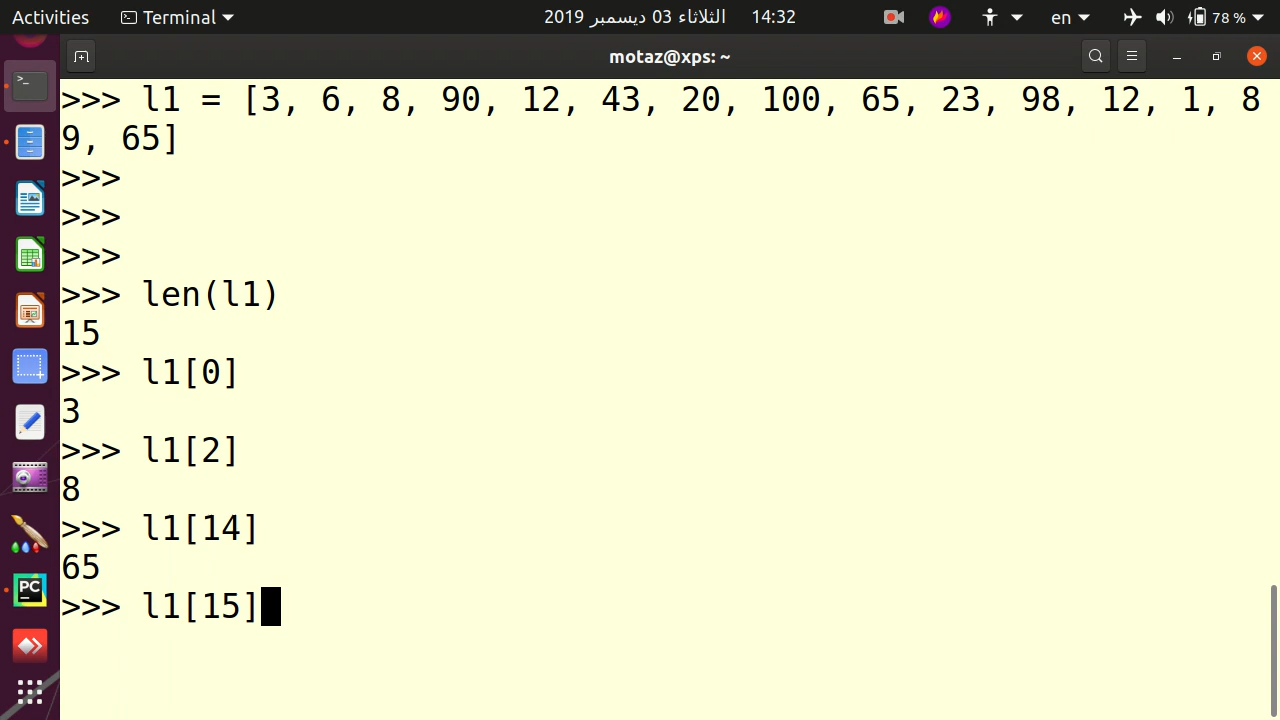 Activities Terminal 14:32 الثلاثاء 03 ديسمبر 2019 en 78 %
motaz@xps: ~
>>> l1 = [3, 6, 8, 90, 12, 43, 20, 100, 65, 23, 98, 12, 1, 8
9, 65]
>>>
>>>
>>>
>>> len(l1)
15
>>> l1[0]
3
>>> l1[2]
8
>>> l1[14]
65
>>> l1[15]
PC